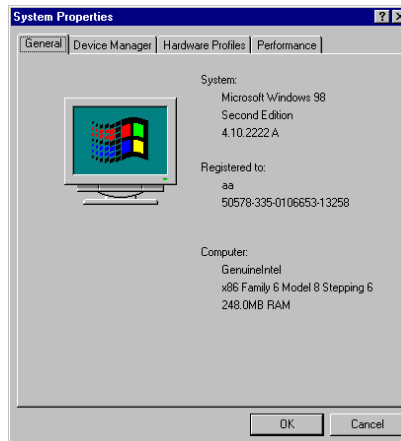 System Properties
General Device Manager Hardware Profiles Performance
System:
Microsoft Windows 98
Second Edition
4.10.2222 A
Registered to:
aa
50578-335-0106653-13258
Computer:
GenuineIntel
x86 Family 6 Model 8 Stepping 6
248.0MB RAM
OK Cancel